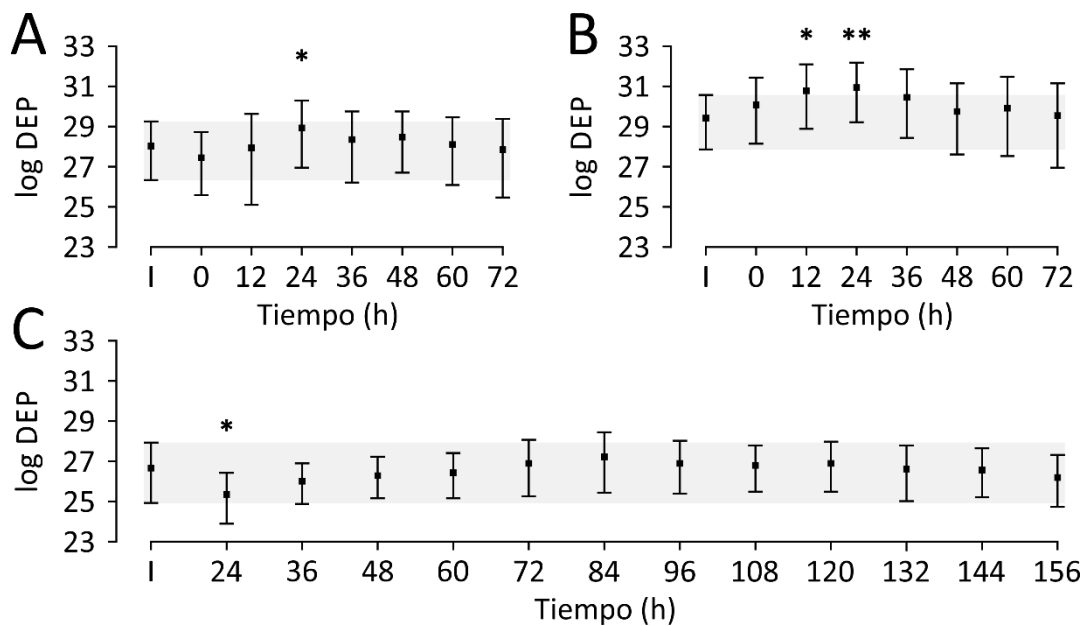 A
33
31
29
27
25
23
log DEP
*
I 0 12 24 36 48 60 72
Tiempo (h)
B
33
31
29
27
25
23
log DEP
* **
I 0 12 24 36 48 60 72
Tiempo (h)
C
33
31
29
27
25
23
log DEP
*
I 24 36 48 60 72 84 96 108 120 132 144 156
Tiempo (h)